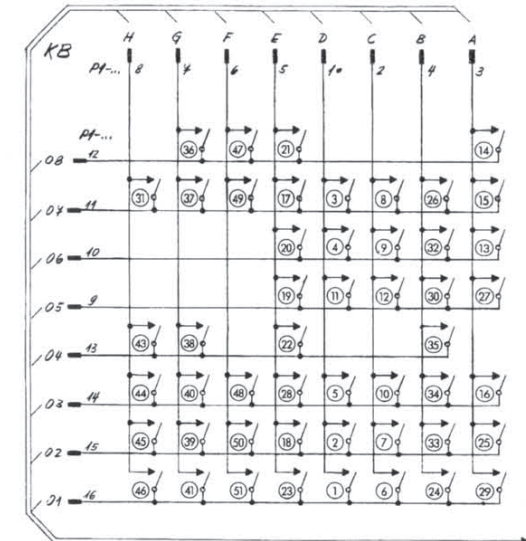 H G F E D C B A
KB
P1-... 8 7 6 5 1 2 4 3
P1-...
08 12 36 47 21 14
07 11 31 37 49 17 3 8 26 15
06 10 20 4 9 32 13
05 9 19 11 12 30 27
04 13 43 38 22 35
03 14 44 40 48 28 5 10 34 16
02 15 45 39 50 18 2 7 33 25
01 16 46 41 51 23 1 6 24 29